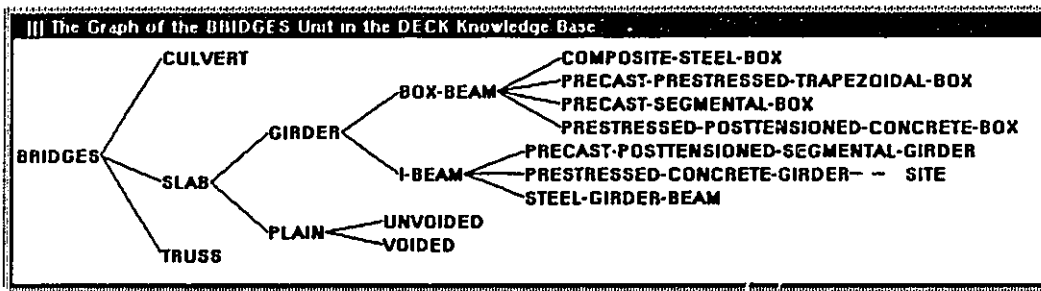 ||| The Graph of the BRIDGES Unit in the DECK Knowledge Base
CULVERT
COMPOSITE-STEEL-BOX
PRECAST-PRESTRESSED-TRAPEZOIDAL-BOX
BOX-BEAM
PRECAST-SEGMENTAL-BOX
PRESTRESSED-POSTTENSIONED-CONCRETE-BOX
GIRDER
PRECAST-POSTTENSIONED-SEGMENTAL-GIRDER
BRIDGES
I-BEAM
PRESTRESSED-CONCRETE-GIRDER- - SITE
SLAB
STEEL-GIRDER-BEAM
UNVOIDED
PLAIN
VOIDED
TRUSS